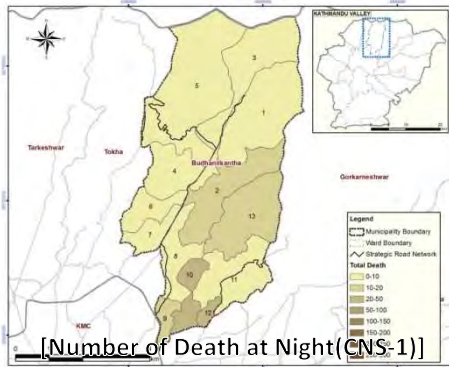 KATHMANDU VALLEY
5
3
1
Tarkeshwar
Tokha
Budhanilkantha
4
Gorkarneshwar
2
6
13
7
8
10
11
9
12
KMC
Legend
Municipality Boundary
Ward Boundary
Strategic Road Network
Total Death
0-10
10-20
20-50
50-100
100-150
150-200
[Number of Death at Night(CNS-1)]